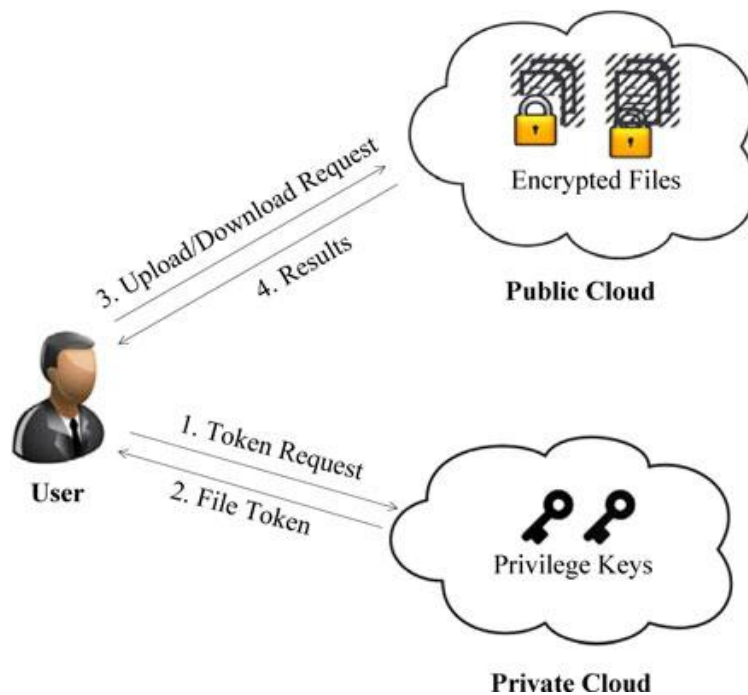 Encrypted Files
Public Cloud
3. Upload/Download Request
4. Results
User
1. Token Request
2. File Token
Privilege Keys
Private Cloud